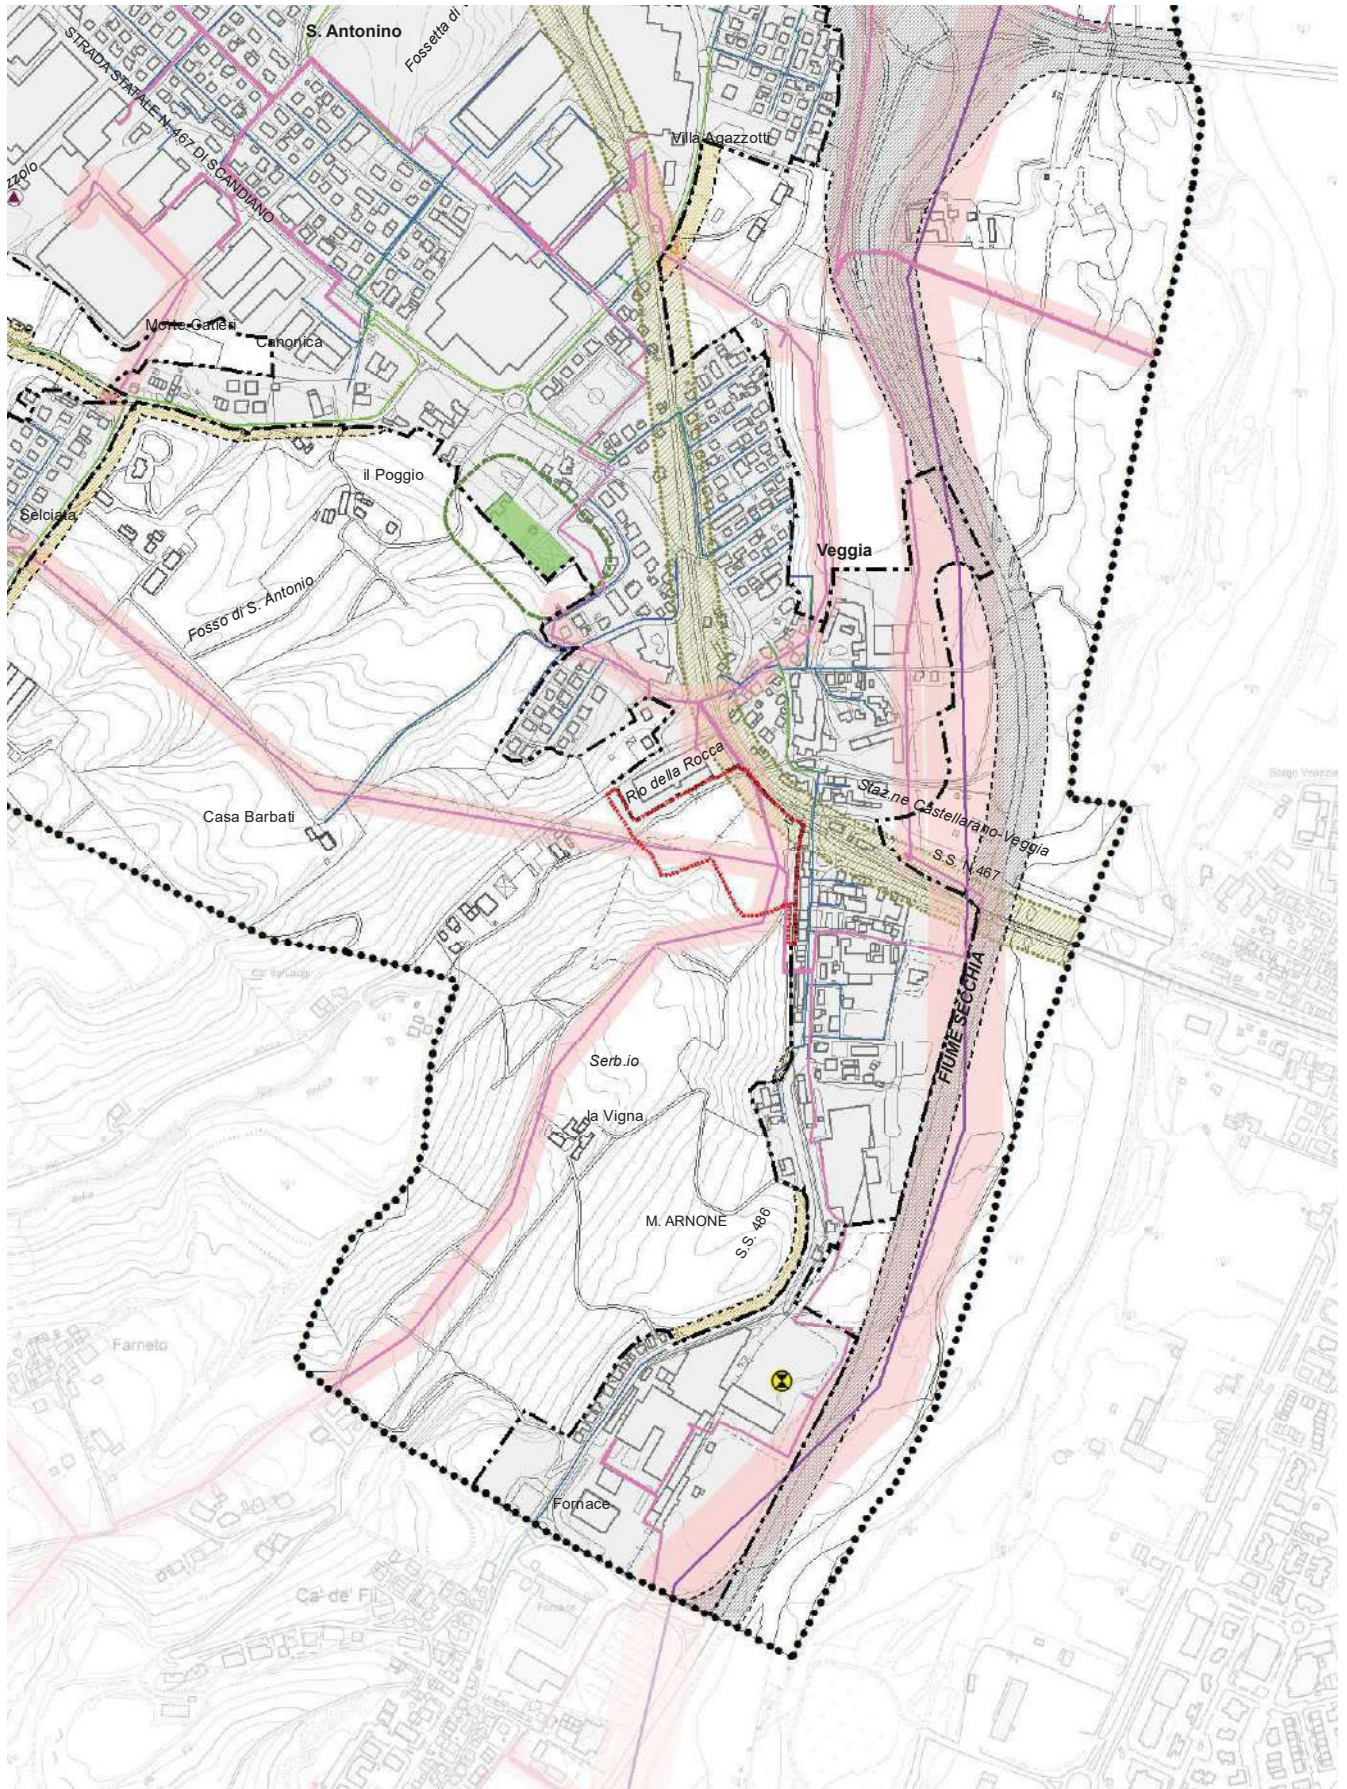 S. Antonino
Fossetta di
STRADA STATALE N. 467 DI SCANDIANO
Villa Agazzotti
zzolo
Canonica
il Poggio
Selciata
Veggia
Fosso di S. Antonio
Rio della Rocca
Staz.ne Castellarano-Veggia
Casa Barbati
S.S. N.467
FIUME SECCHIA
Serb.io
la Vigna
M. ARNONE
S.S. 486
Farneto
Fornace
Ca' de' Fii
Fornace